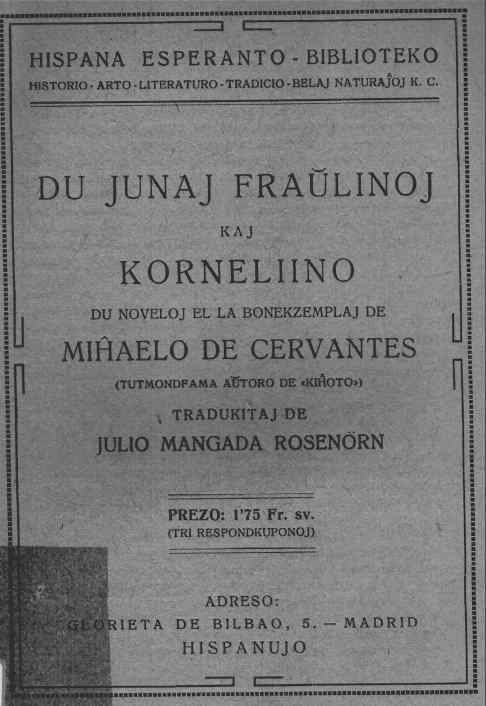 HISPANA ESPERANTO - BIBLIOTEKO
HISTORIO - ARTO - LITERATURO - TRADICIO - BELAJ NATURAĴOJ K. C.
DU JUNAJ FRAŬLINOJ
KAJ
KORNELIINO
DU NOVELOJ EL LA BONEKZEMPLAJ DE
MIĤAELO DE CERVANTES
(TUTMONDFAMA AŬTORO DE «KIĤOTO»)
TRADUKITAJ DE
JULIO MANGADA ROSENÖRN
PREZO: 1'75 Fr. sv.
(TRI RESPONDKUPONOJ)
ADRESO:
GLORIETA DE BILBAO, 5. — MADRID
HISPANUJO